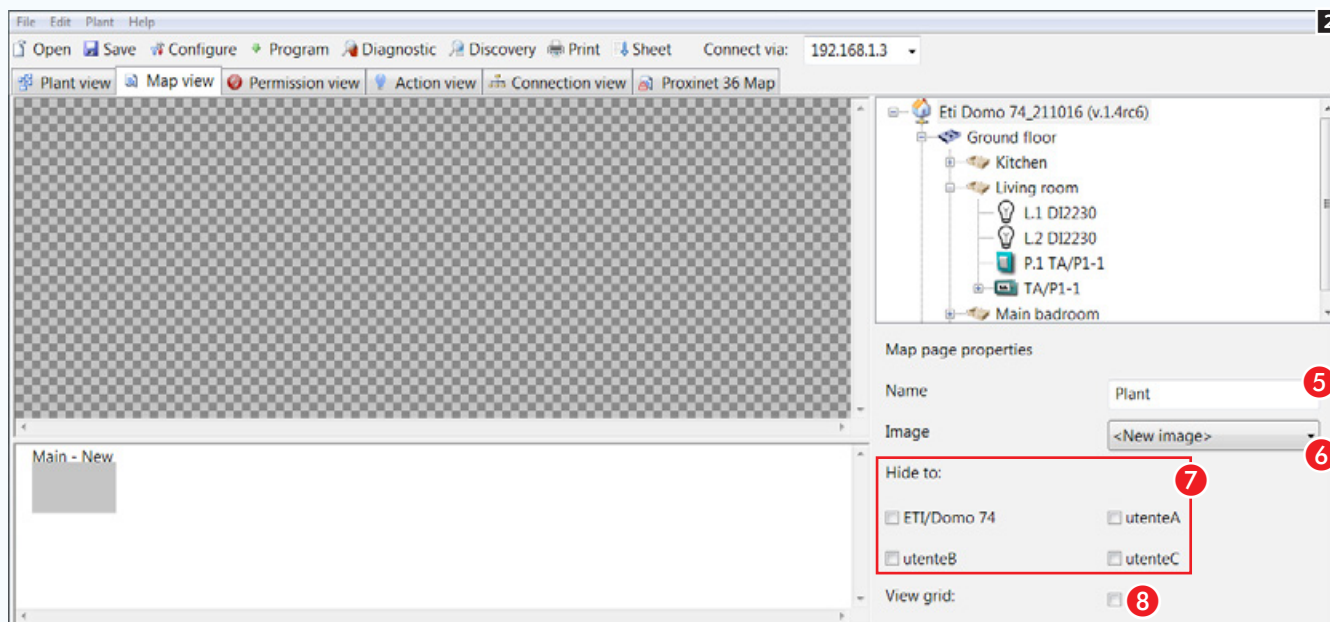 File Edit Plant Help
2
Open Save Configure Program Diagnostic Discovery Print Sheet Connect via: 192.168.1.3
Plant view Map view Permission view Action view Connection view Proxinet 36 Map
Eti Domo 74_211016 (v.1.4rc6)
Ground floor
Kitchen
Living room
L.1 DI2230
L.2 DI2230
P.1 TA/P1-1
TA/P1-1
Main badroom
Map page properties
Name Plant 5
Image <New image> 6
Main - New
Hide to: 7
ETI/Domo 74 utenteA
utenteB utenteC
View grid: 8